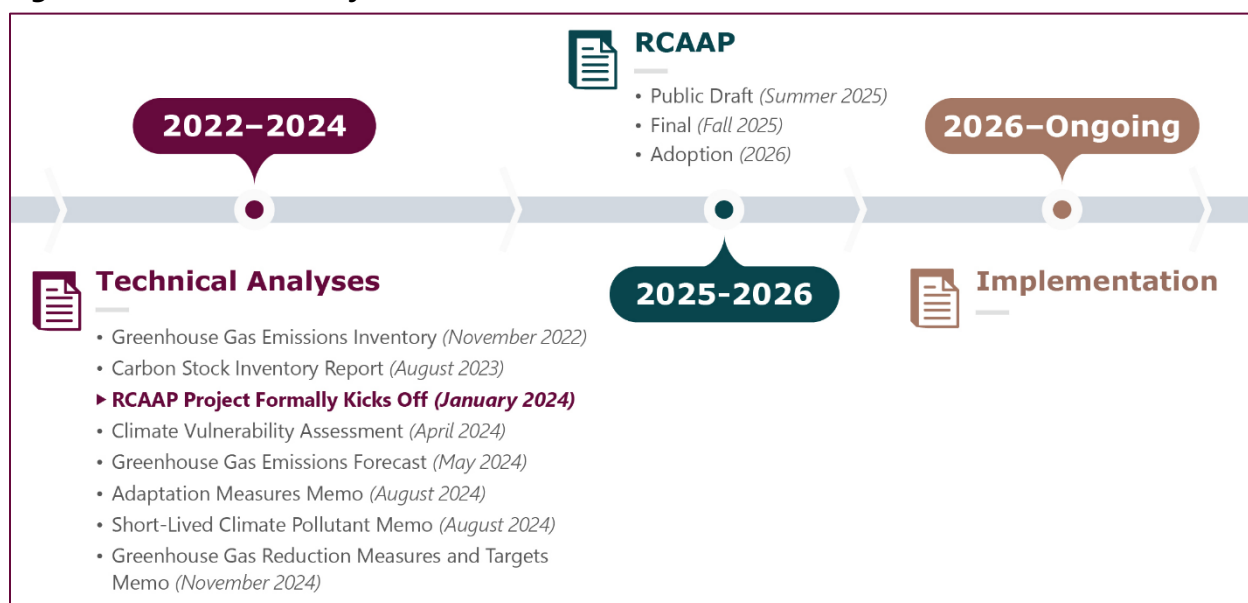 2022–2024
Technical Analyses
• Greenhouse Gas Emissions Inventory (November 2022)
• Carbon Stock Inventory Report (August 2023)
▶ RCAAP Project Formally Kicks Off (January 2024)
• Climate Vulnerability Assessment (April 2024)
• Greenhouse Gas Emissions Forecast (May 2024)
• Adaptation Measures Memo (August 2024)
• Short-Lived Climate Pollutant Memo (August 2024)
• Greenhouse Gas Reduction Measures and Targets
Memo (November 2024)
RCAAP
• Public Draft (Summer 2025)
• Final (Fall 2025)
• Adoption (2026)
2025-2026
2026–Ongoing
Implementation